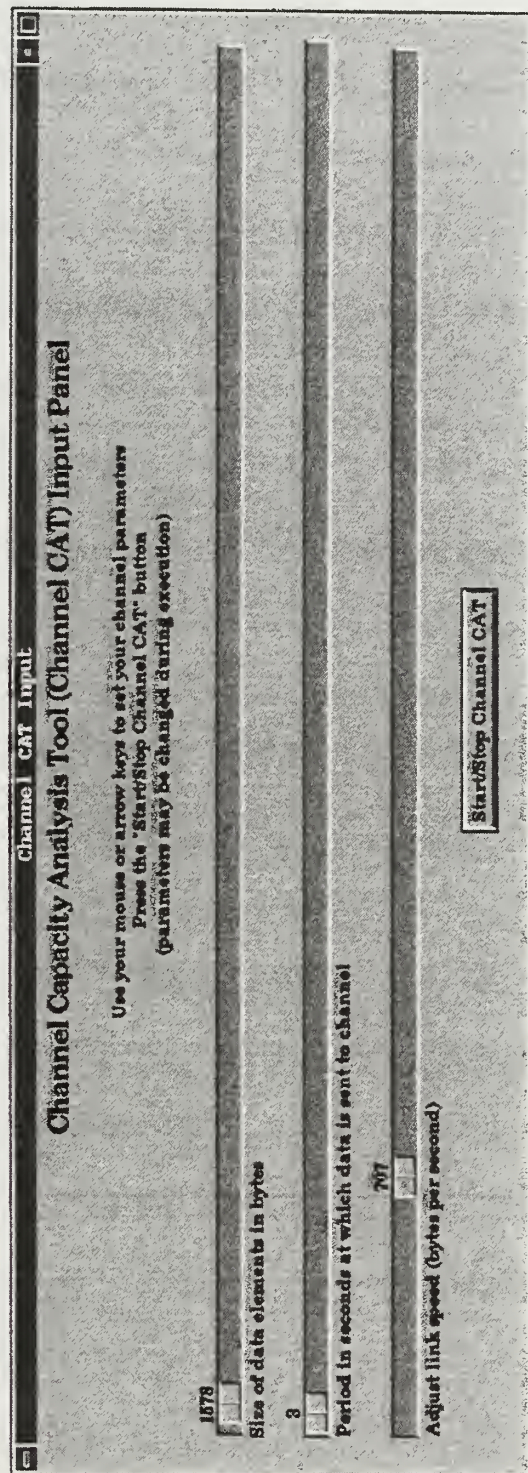 Channel CAT Input
Channel Capacity Analysis Tool (Channel CAT) Input Panel
Use your mouse or arrow keys to set your channel parameters
Press the "Start/Stop Channel CAT" button
(parameters may be changed during execution)
1578
Size of data elements in bytes
3
Period in seconds at which data is sent to channel
707
Adjust link speed (bytes per second)
Start/Stop Channel CAT